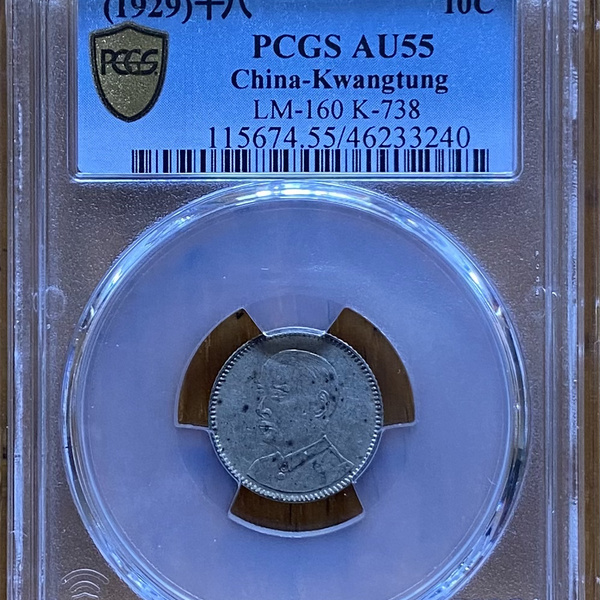 (1929)十八 10C
PCGS AU55
China-Kwangtung
LM-160 K-738
115674.55/46233240
PCGS